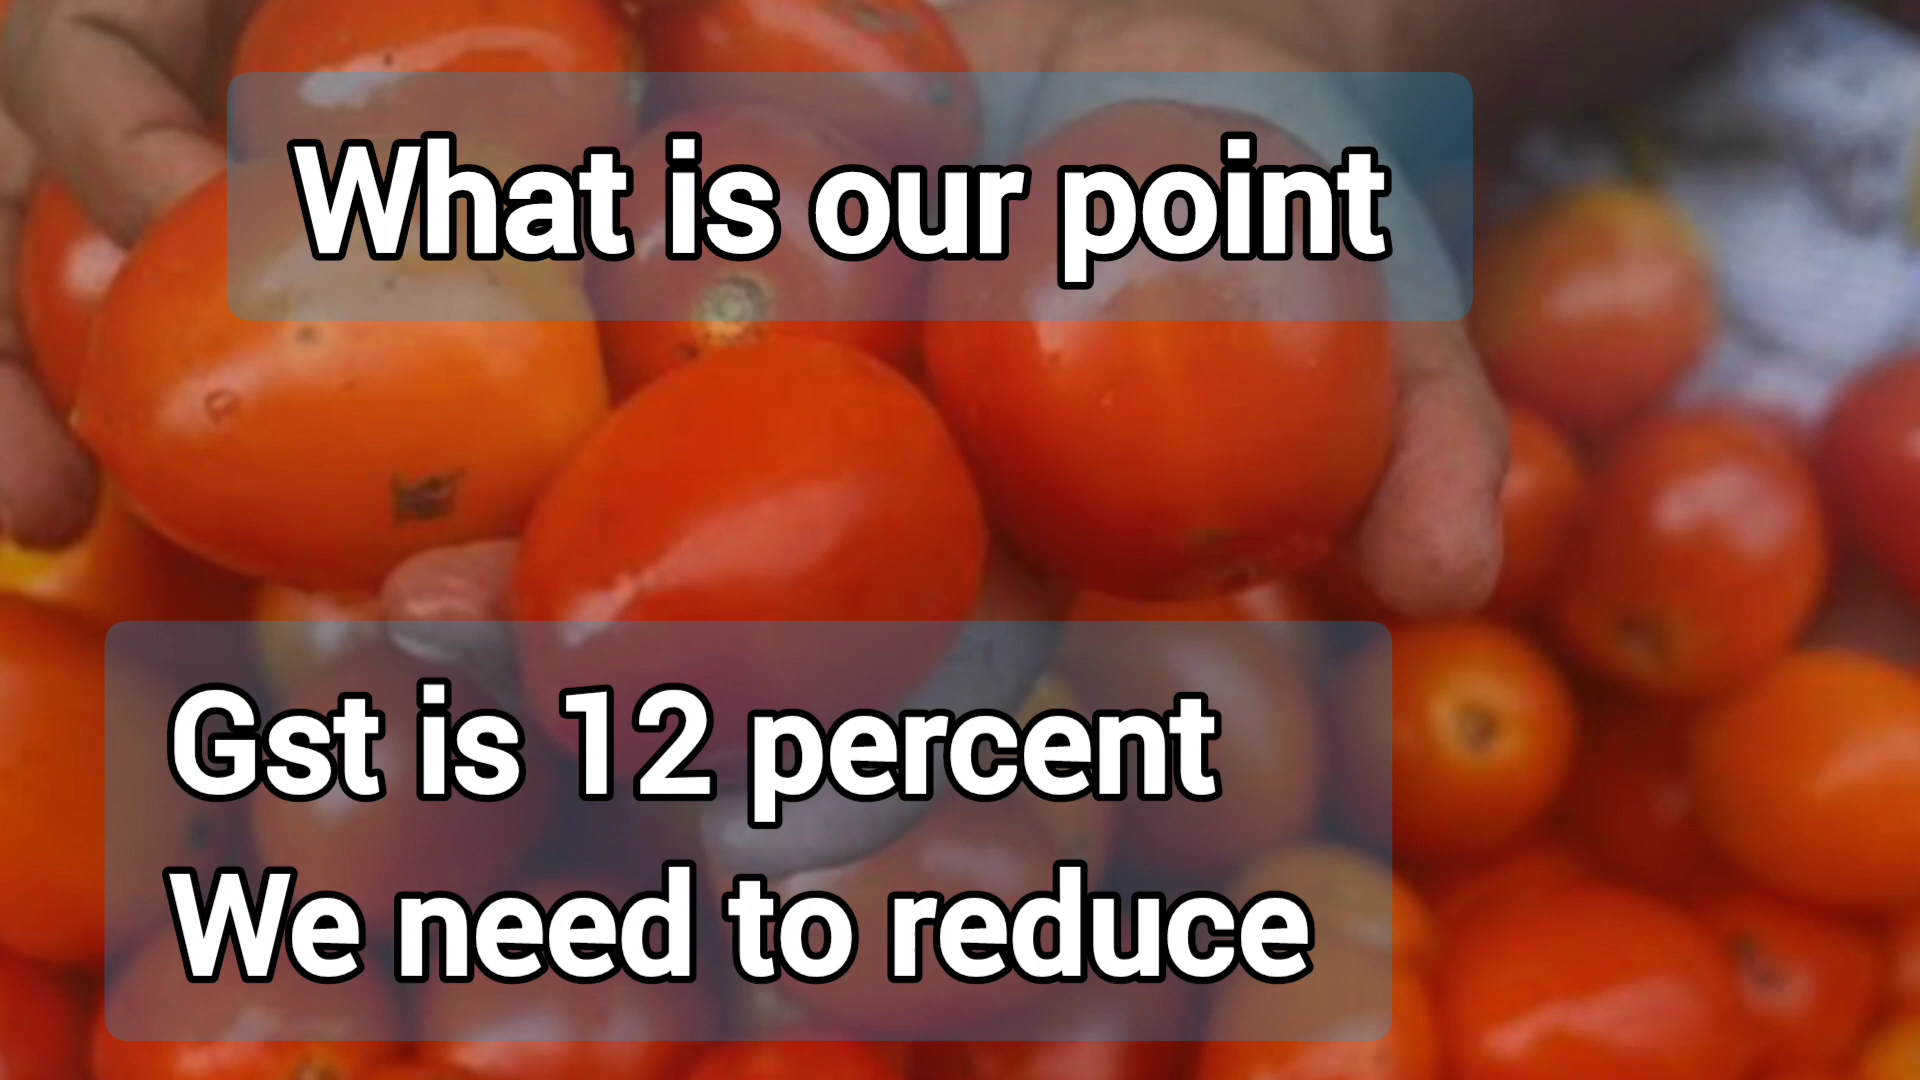 What is our point
Gst is 12 percent
We need to reduce